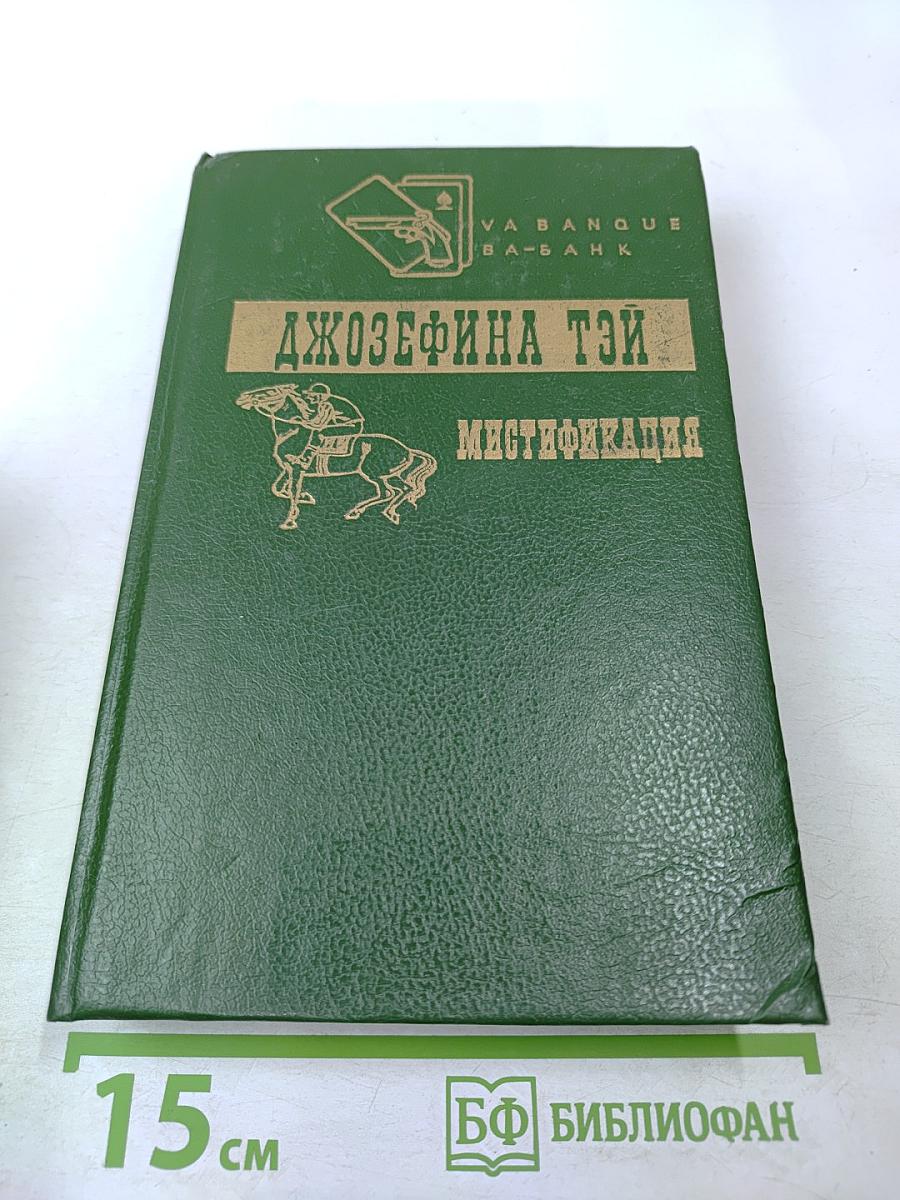 VA BANQUE
ВА-БАНК
ДЖОЗЕФИНА ТЭЙ
МИСТИФИКАЦИЯ
15 см
БФ БИБЛИОФАН